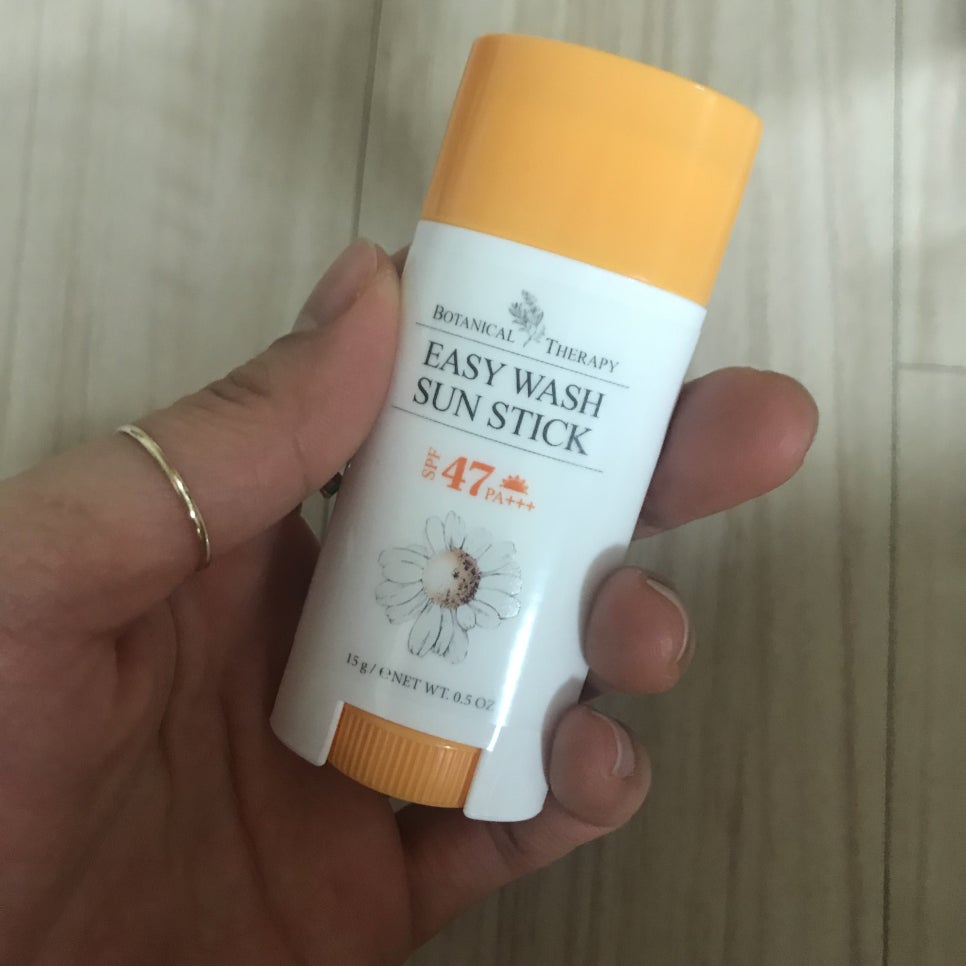 BOTANICAL THERAPY
EASY WASH
SUN STICK
SPF 47 PA+++
15 g / ℮ NET WT. 0.5 OZ